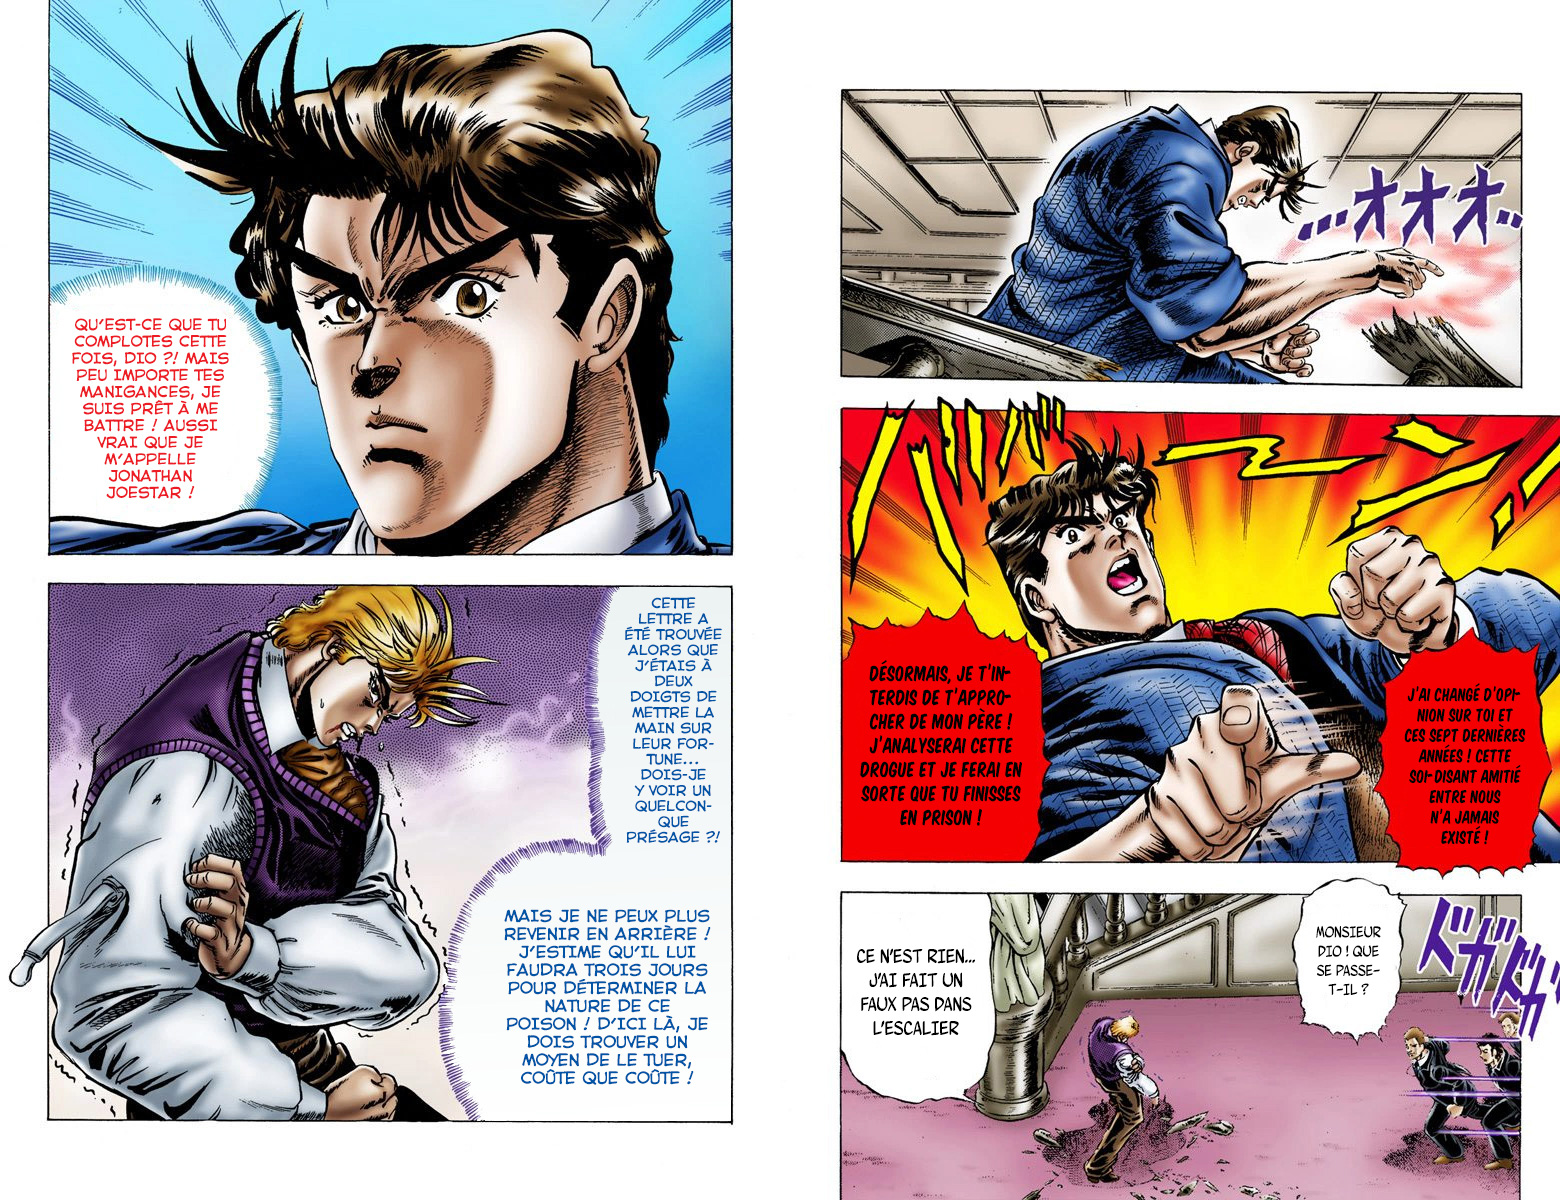 …オオオ…
ババーン!
J'AI CHANGÉ D'OPI-
NION SUR TOI ET
CES SEPT DERNIÈRES
ANNÉES ! CETTE
SOI-DISANT AMITIÉ
ENTRE NOUS
N'A JAMAIS
EXISTÉ !
DÉSORMAIS, JE T'IN-
TERDIS DE T'APPRO-
CHER DE MON PÈRE !
J'ANALYSERAI CETTE
DROGUE ET JE FERAI EN
SORTE QUE TU FINISSES
EN PRISON !
ドガドガ
MONSIEUR
DIO ! QUE
SE PASSE-
T-IL ?
CE N'EST RIEN...
J'AI FAIT UN
FAUX PAS DANS
L'ESCALIER
QU'EST-CE QUE TU
COMPLOTES CETTE
FOIS, DIO ?! MAIS
PEU IMPORTE TES
MANIGANCES, JE
SUIS PRÊT À ME
BATTRE ! AUSSI
VRAI QUE JE
M'APPELLE
JONATHAN
JOESTAR !
CETTE
LETTRE A
ÉTÉ TROUVÉE
ALORS QUE
J'ÉTAIS À
DEUX
DOIGTS DE
METTRE LA
MAIN SUR
LEUR FOR-
TUNE...
DOIS-JE
Y VOIR UN
QUELCON-
QUE
PRÉSAGE ?!
MAIS JE NE PEUX PLUS
REVENIR EN ARRIÈRE !
J'ESTIME QU'IL LUI
FAUDRA TROIS JOURS
POUR DÉTERMINER LA
NATURE DE CE
POISON ! D'ICI LÀ, JE
DOIS TROUVER UN
MOYEN DE LE TUER,
COÛTE QUE COÛTE !